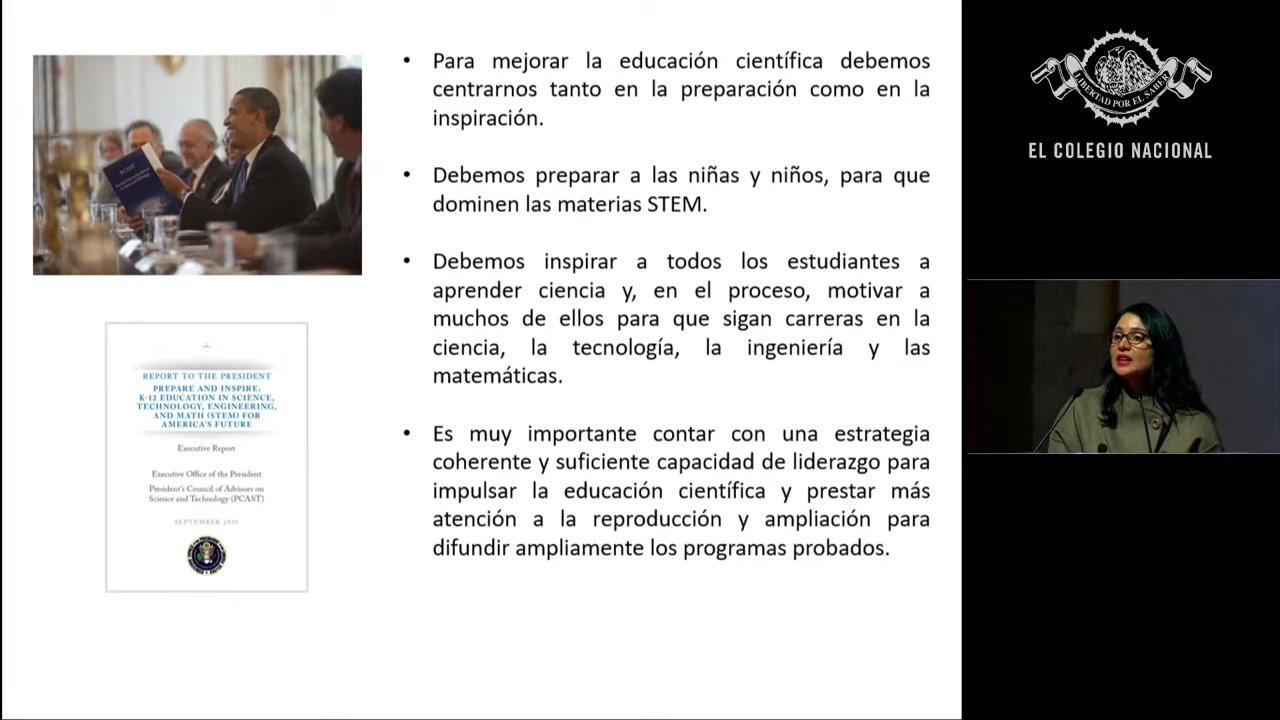 • Para mejorar la educación científica debemos
centrarnos tanto en la preparación como en la
inspiración.
• Debemos preparar a las niñas y niños, para que
dominen las materias STEM.
• Debemos inspirar a todos los estudiantes a
aprender ciencia y, en el proceso, motivar a
muchos de ellos para que sigan carreras en la
ciencia, la tecnología, la ingeniería y las
matemáticas.
• Es muy importante contar con una estrategia
coherente y suficiente capacidad de liderazgo para
impulsar la educación científica y prestar más
atención a la reproducción y ampliación para
difundir ampliamente los programas probados.
PCAST
REPORT TO THE PRESIDENT
PREPARE AND INSPIRE:
K-12 EDUCATION IN SCIENCE,
TECHNOLOGY, ENGINEERING,
AND MATH (STEM) FOR
AMERICA'S FUTURE
Executive Report
Executive Office of the President
President's Council of Advisors on
Science and Technology (PCAST)
SEPTEMBER 2010
LIBERTAD POR EL SABER
EL COLEGIO NACIONAL